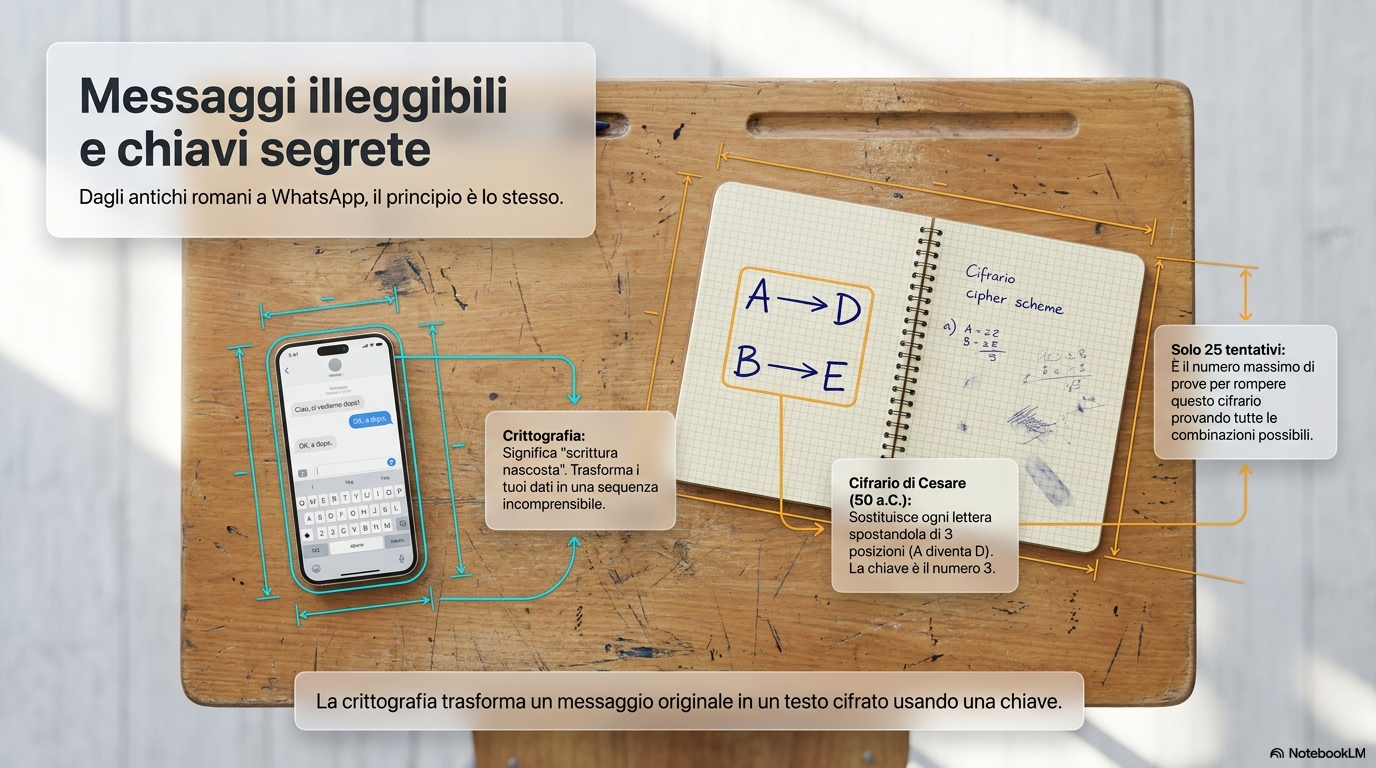 Messaggi illeggibili
e chiavi segrete
Dagli antichi romani a WhatsApp, il principio è lo stesso.
Ciao, ci vediamo dops!
OK, a dopo.
Crittografia:
Significa "scrittura
nascosta". Trasforma i
tuoi dati in una sequenza
incomprensibile.
A → D
B → E
Cifrario
cipher scheme
a)
Cifrario di Cesare
(50 a.C.):
Sostituisce ogni lettera
spostandola di 3
posizioni (A diventa D).
La chiave è il numero 3.
Solo 25 tentativi:
È il numero massimo di
prove per rompere
questo cifrario
provando tutte le
combinazioni possibili.
La crittografia trasforma un messaggio originale in un testo cifrato usando una chiave.
NotebookLM